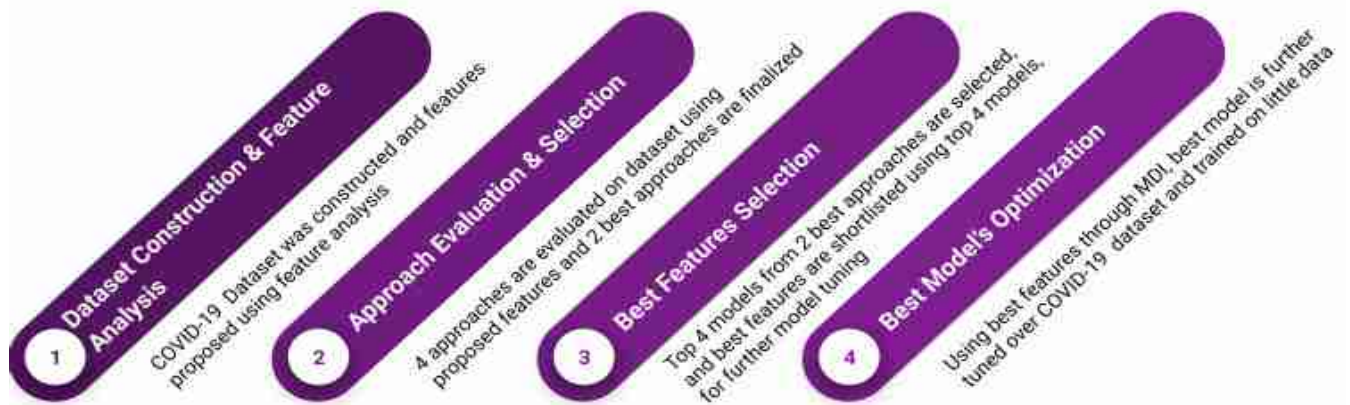 1
Dataset Construction & Feature
Analysis
COVID-19 Dataset was constructed and features
proposed using feature analysis
2
Approach Evaluation & Selection
4 approaches are evaluated on dataset using
proposed features and 2 best approaches are finalized
3
Best Features Selection
Top 4 models from 2 best approaches are selected,
and best features are shortlisted using top 4 models,
for further model tuning
4
Best Model's Optimization
Using best features through MDI, best model is further
tuned over COVID-19 dataset and trained on little data